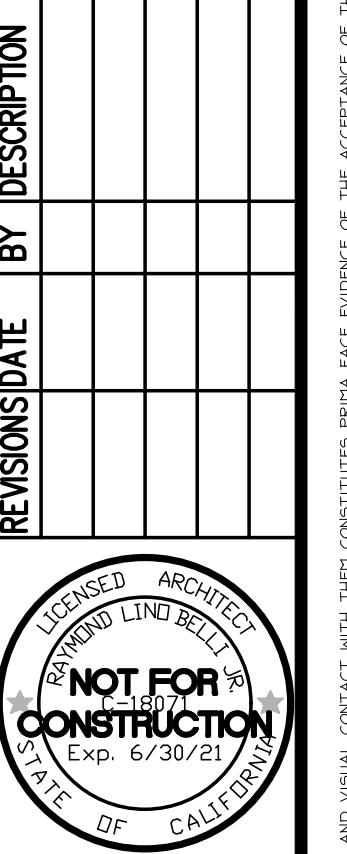 REVISIONS DATE BY DESCRIPTION
LICENSED ARCHITECT
RAYMOND LINO BELLI JR.
NOT FOR
C-18071
CONSTRUCTION
Exp. 6/30/21
STATE OF CALIFORNIA
AND VISUAL CONTACT WITH THEM CONSTITUTES PRIMA FACE EVIDENCE OF THE ACCEPTANCE OF